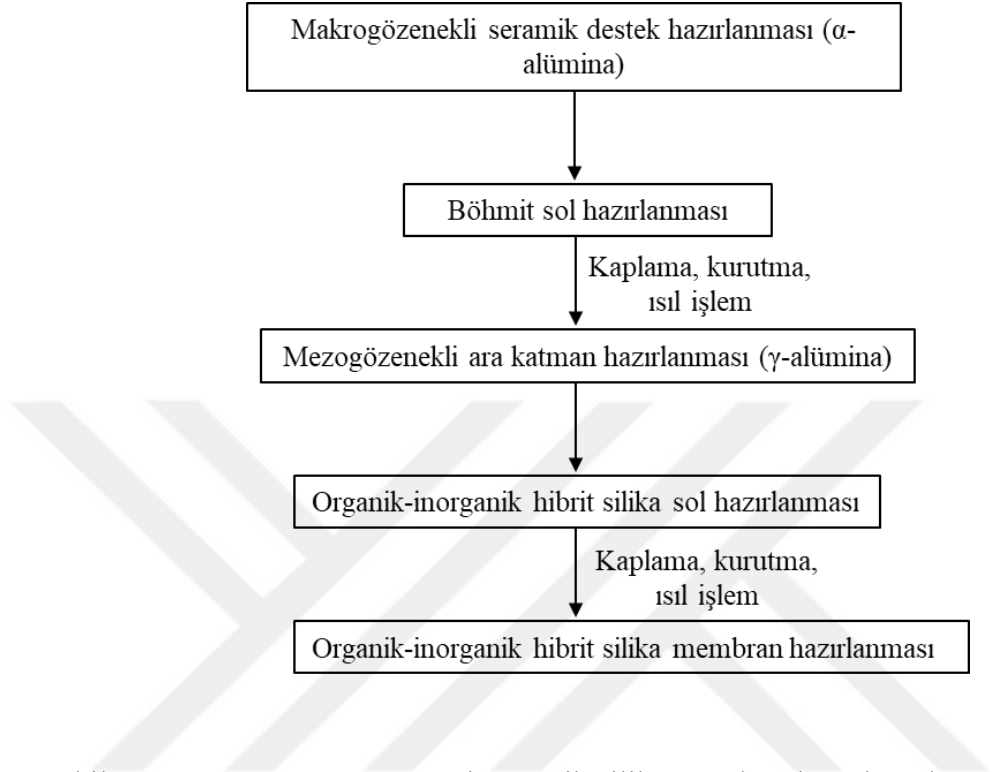 Makrogözenekli seramik destek hazırlanması (α-
alümina)
Böhmit sol hazırlanması
Kaplama, kurutma,
ısıl işlem
Mezogözenekli ara katman hazırlanması (γ-alümina)
Organik-inorganik hibrit silika sol hazırlanması
Kaplama, kurutma,
ısıl işlem
Organik-inorganik hibrit silika membran hazırlanması